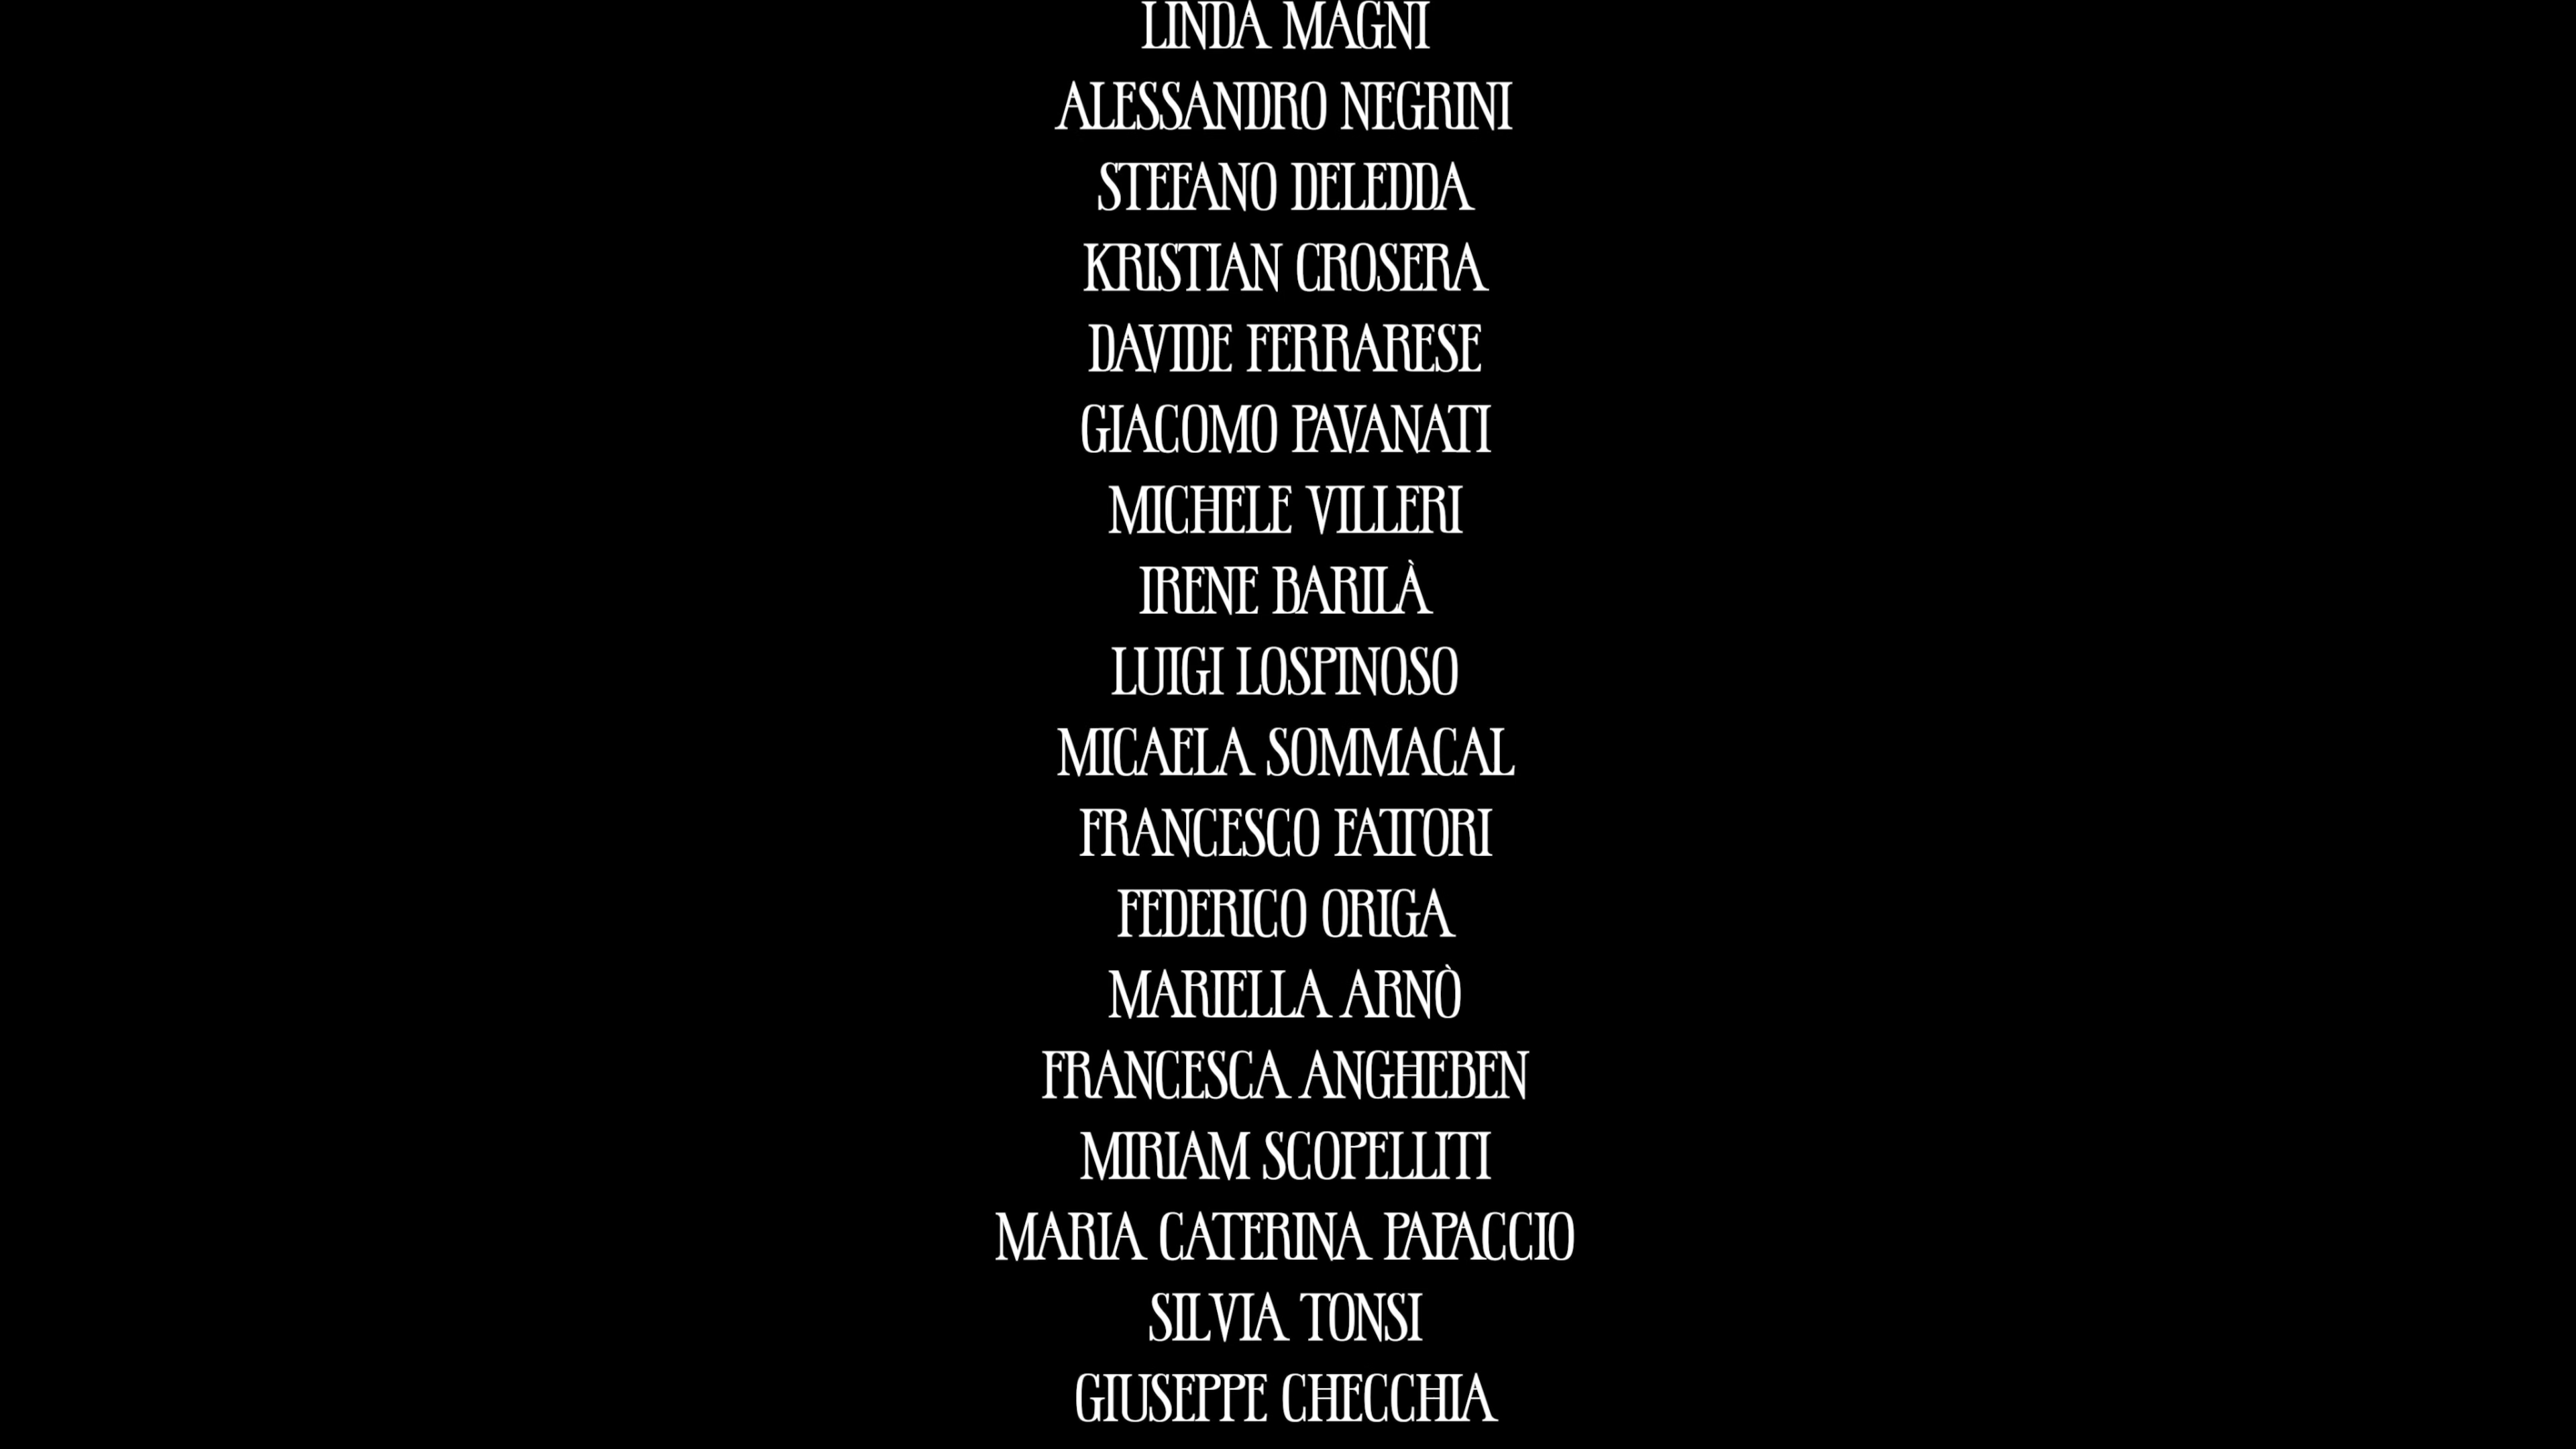 LINDA MAGNI
ALESSANDRO NEGRINI
STEFANO DELEDDA
KRISTIAN CROSERA
DAVIDE FERRARESE
GIACOMO PAVANATI
MICHELE VILLERI
IRENE BARILÀ
LUIGI LOSPINOSO
MICAELA SOMMACAL
FRANCESCO FATTORI
FEDERICO ORIGA
MARIELLA ARNÒ
FRANCESCA ANGHEBEN
MIRIAM SCOPELLITI
MARIA CATERINA PAPACCIO
SILVIA TONSI
GIUSEPPE CHECCHIA